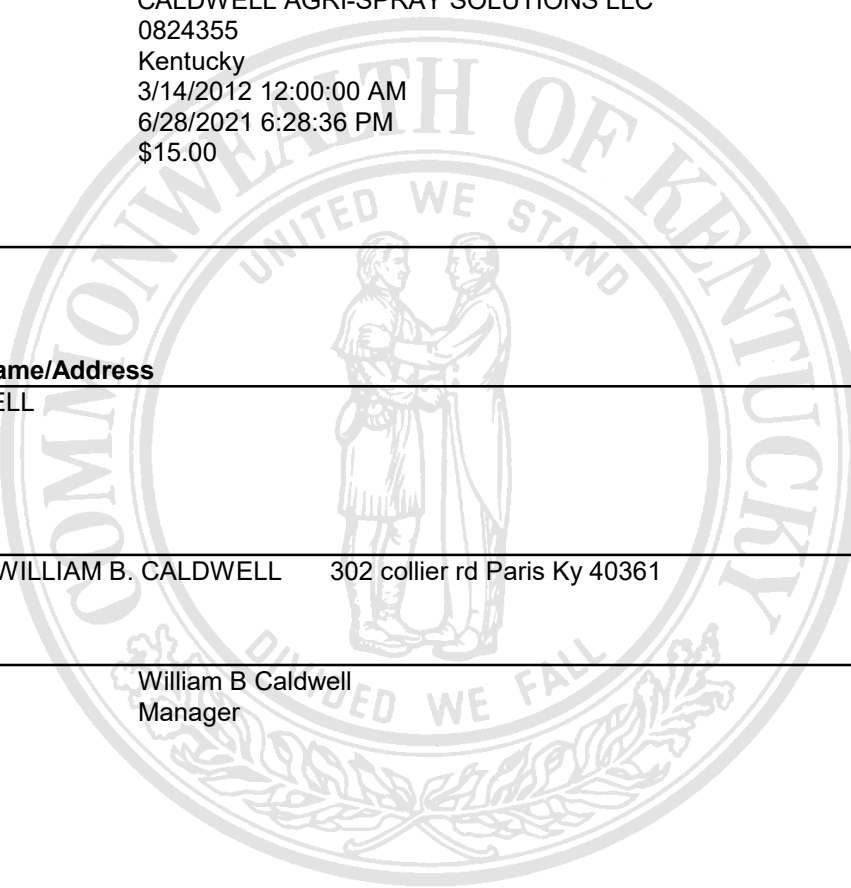 CALDWELL AGRI-SPRAY SOLUTIONS LLC
0824355
Kentucky
3/14/2012 12:00:00 AM
6/28/2021 6:28:36 PM
$15.00
COMMONWEALTH OF KENTUCKY
UNITED WE STAND
ame/Address
ELL
WILLIAM B. CALDWELL 302 collier rd Paris Ky 40361
DIVIDED WE FALL
William B Caldwell
Manager